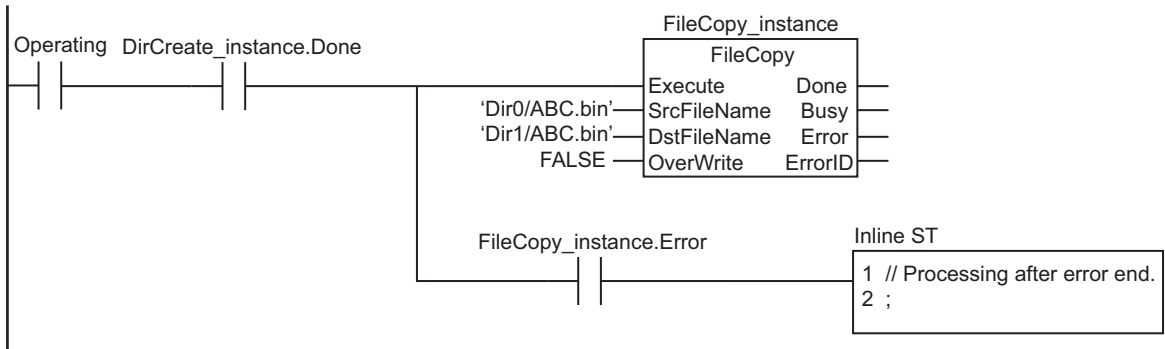 FileCopy_instance
Operating DirCreate_instance.Done
FileCopy
Execute Done
‘Dir0/ABC.bin’ SrcFileName Busy
‘Dir1/ABC.bin’ DstFileName Error
FALSE OverWrite ErrorID
FileCopy_instance.Error
Inline ST
1 // Processing after error end.
2 ;